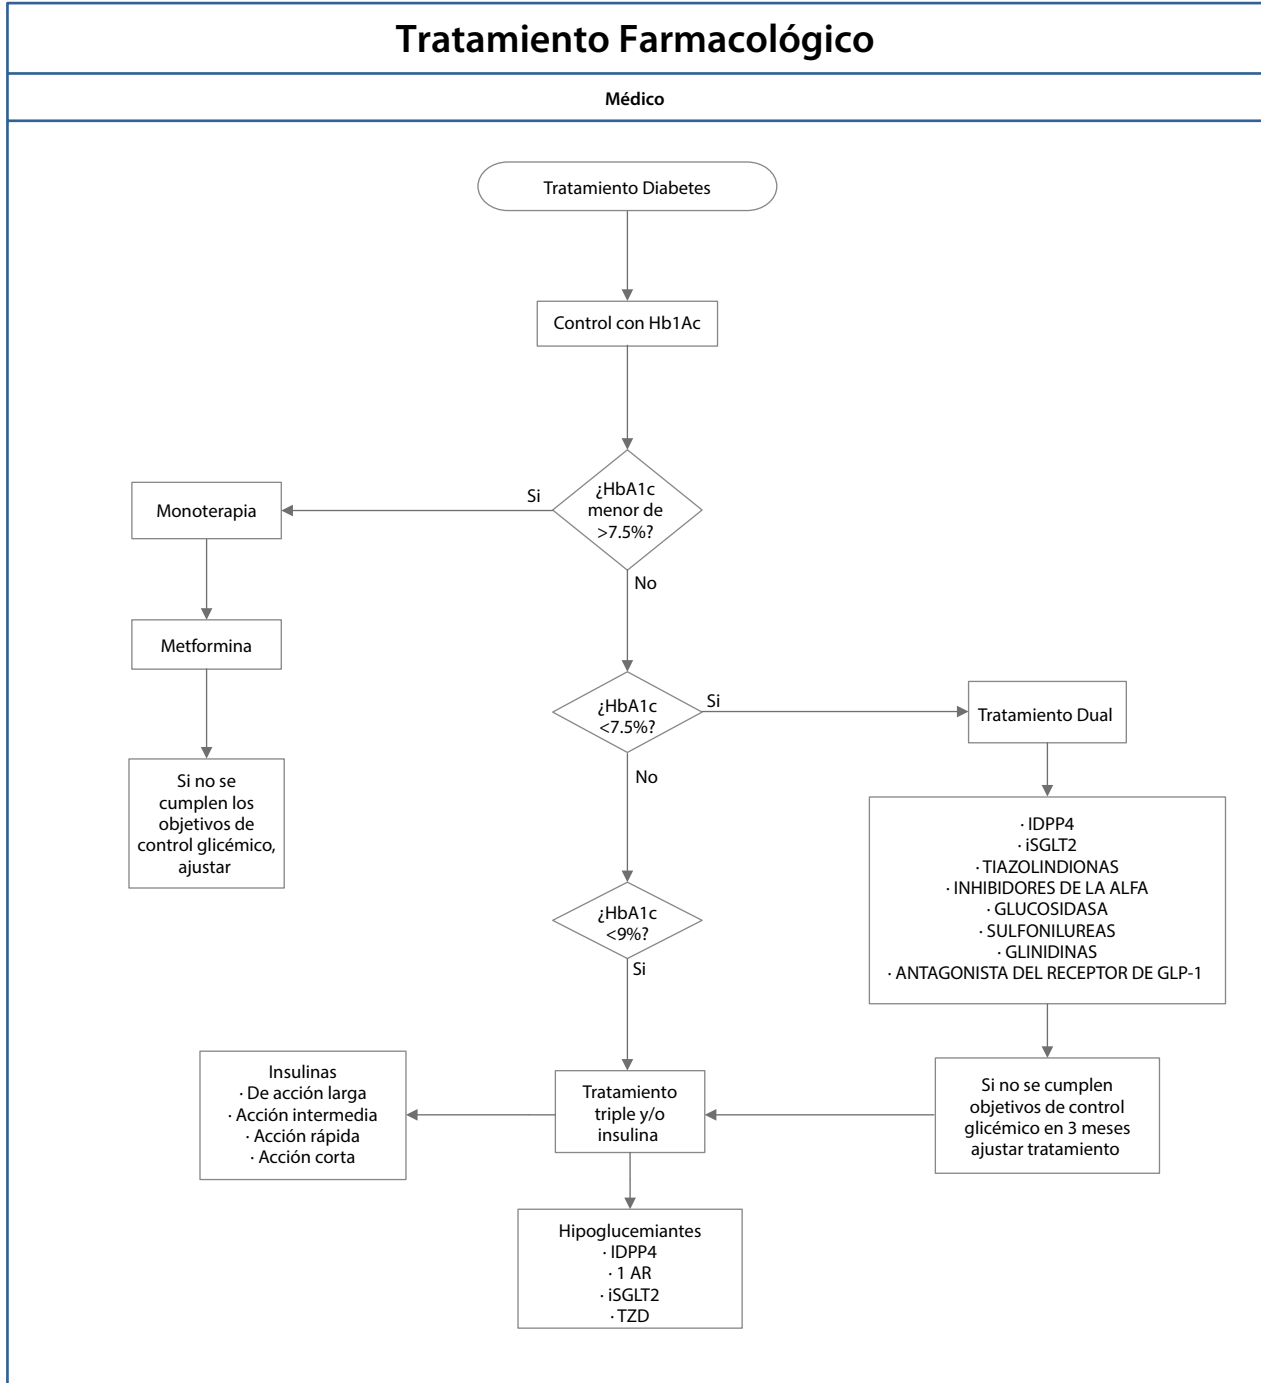 Tratamiento Farmacológico
Médico
Tratamiento Diabetes
Control con Hb1Ac
¿HbA1c
menor de
>7.5%?
Si
No
Monoterapia
Metformina
Si no se
cumplen los
objetivos de
control glicémico,
ajustar
¿HbA1c
<7.5%?
Si
No
Tratamiento Dual
· IDPP4
· iSGLT2
· TIAZOLINDIONAS
· INHIBIDORES DE LA ALFA
· GLUCOSIDASA
· SULFONILUREAS
· GLINIDINAS
· ANTAGONISTA DEL RECEPTOR DE GLP-1
¿HbA1c
<9%?
Si
Si no se cumplen
objetivos de control
glicémico en 3 meses
ajustar tratamiento
Tratamiento
triple y/o
insulina
Insulinas
· De acción larga
· Acción intermedia
· Acción rápida
· Acción corta
Hipoglucemiantes
· IDPP4
· 1 AR
· iSGLT2
· TZD